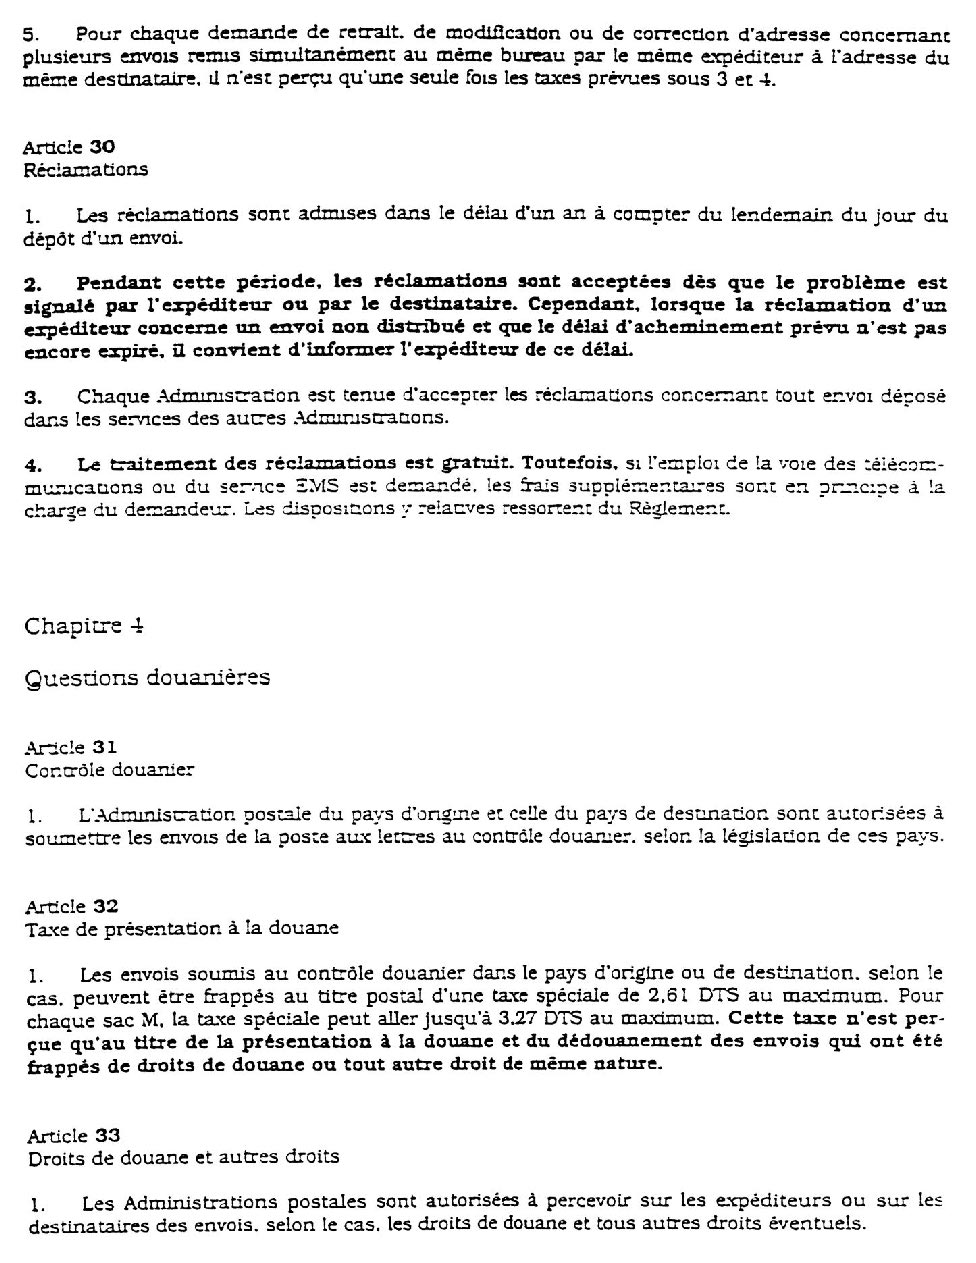 5. Pour chaque demande de retrait, de modification ou de correction d'adresse concernant
plusieurs envois remis simultanément au même bureau par le même expéditeur à l'adresse du
même destinataire, il n'est perçu qu'une seule fois les taxes prévues sous 3 et 4.
Article 30
Réclamations
1. Les réclamations sont admises dans le délai d'un an à compter du lendemain du jour du
dépôt d'un envoi.
2. Pendant cette période, les réclamations sont acceptées dès que le problème est
signalé par l'expéditeur ou par le destinataire. Cependant, lorsque la réclamation d'un
expéditeur concerne un envoi non distribué et que le délai d'acheminement prévu n'est pas
encore expiré, il convient d'informer l'expéditeur de ce délai.
3. Chaque Administration est tenue d'accepter les réclamations concernant tout envoi déposé
dans les services des autres Administrations.
4. Le traitement des réclamations est gratuit. Toutefois, si l'emploi de la voie des télécom-
munications ou du service EMS est demandé, les frais supplémentaires sont en principe à la
charge du demandeur. Les dispositions y relatives ressortent du Règlement.
Chapitre 4
Questions douanières
Article 31
Contrôle douanier
1. L'Administration postale du pays d'origine et celle du pays de destination sont autorisées à
soumettre les envois de la poste aux lettres au contrôle douanier, selon la législation de ces pays.
Article 32
Taxe de présentation à la douane
1. Les envois soumis au contrôle douanier dans le pays d'origine ou de destination, selon le
cas, peuvent être frappés au titre postal d'une taxe spéciale de 2,61 DTS au maximum. Pour
chaque sac M, la taxe spéciale peut aller jusqu'à 3,27 DTS au maximum. Cette taxe n'est per-
çue qu'au titre de la présentation à la douane et du dédouanement des envois qui ont été
frappés de droits de douane ou tout autre droit de même nature.
Article 33
Droits de douane et autres droits
1. Les Administrations postales sont autorisées à percevoir sur les expéditeurs ou sur les
destinataires des envois, selon le cas, les droits de douane et tous autres droits éventuels.